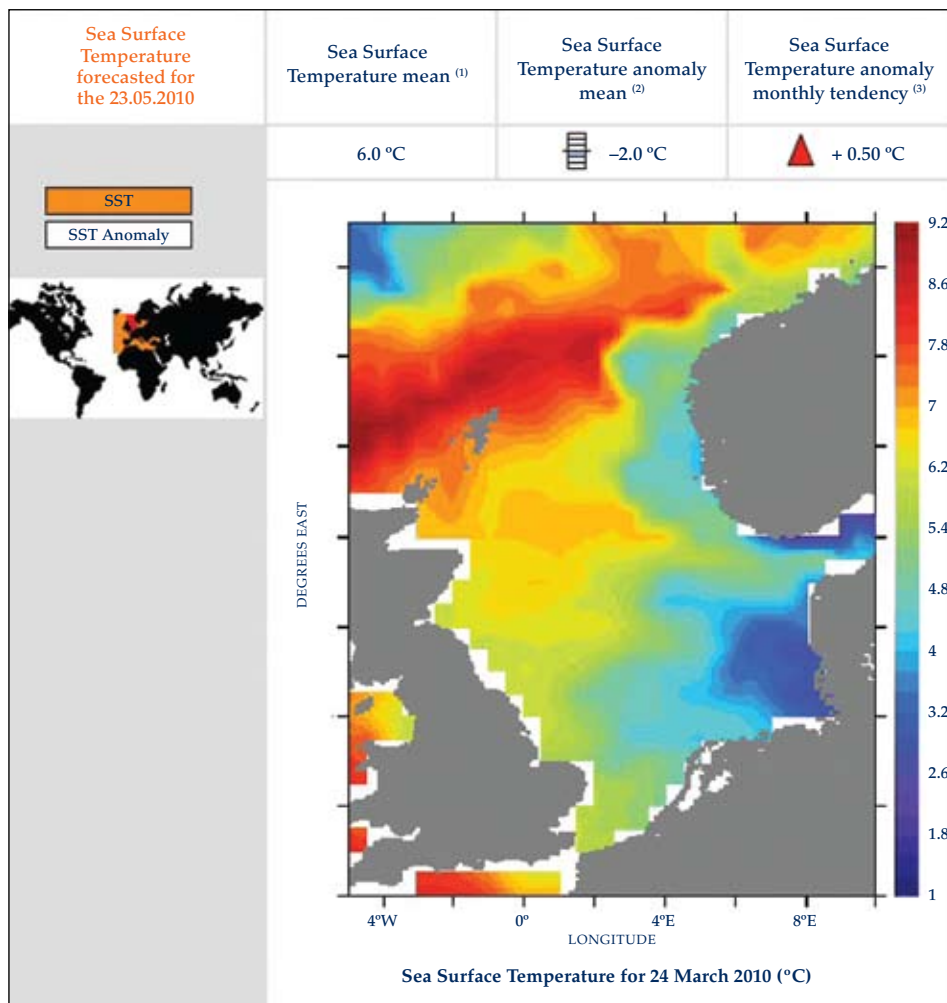 Sea Surface
Temperature
forecasted for
the 23.05.2010
Sea Surface
Temperature mean (1)
Sea Surface
Temperature anomaly
mean (2)
Sea Surface
Temperature anomaly
monthly tendency (3)
6.0 ºC
–2.0 ºC
+ 0.50 ºC
SST
SST Anomaly
DEGREES EAST
9.2
8.6
7.8
7
6.2
5.4
4.8
4
3.2
2.6
1.8
1
4ºW
0º
4ºE
8ºE
LONGITUDE
Sea Surface Temperature for 24 March 2010 (ºC)